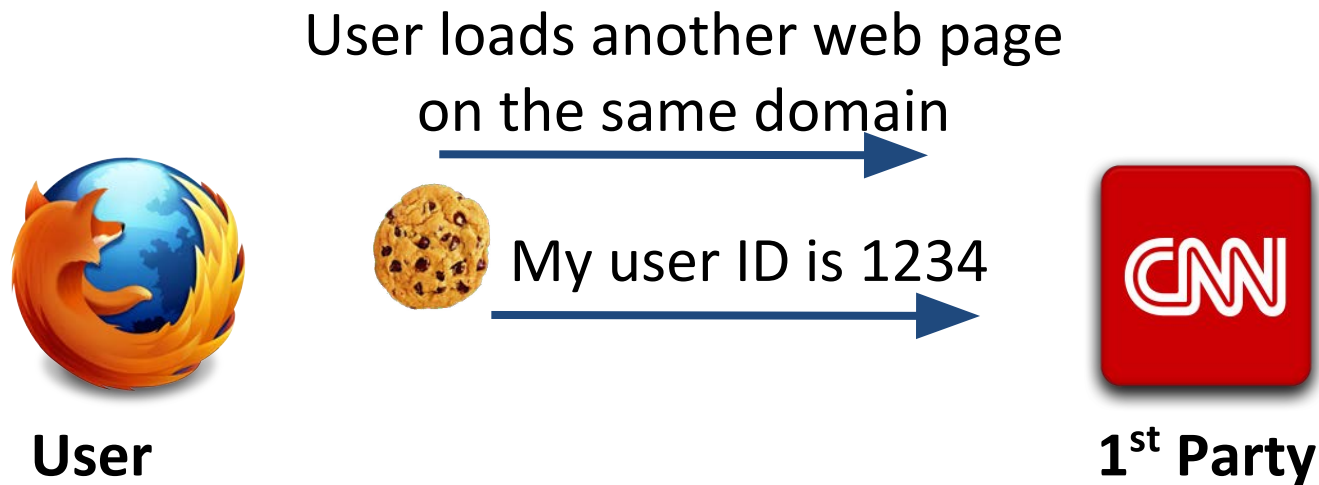 User loads another web page
on the same domain
My user ID is 1234
CNN
User
1st Party